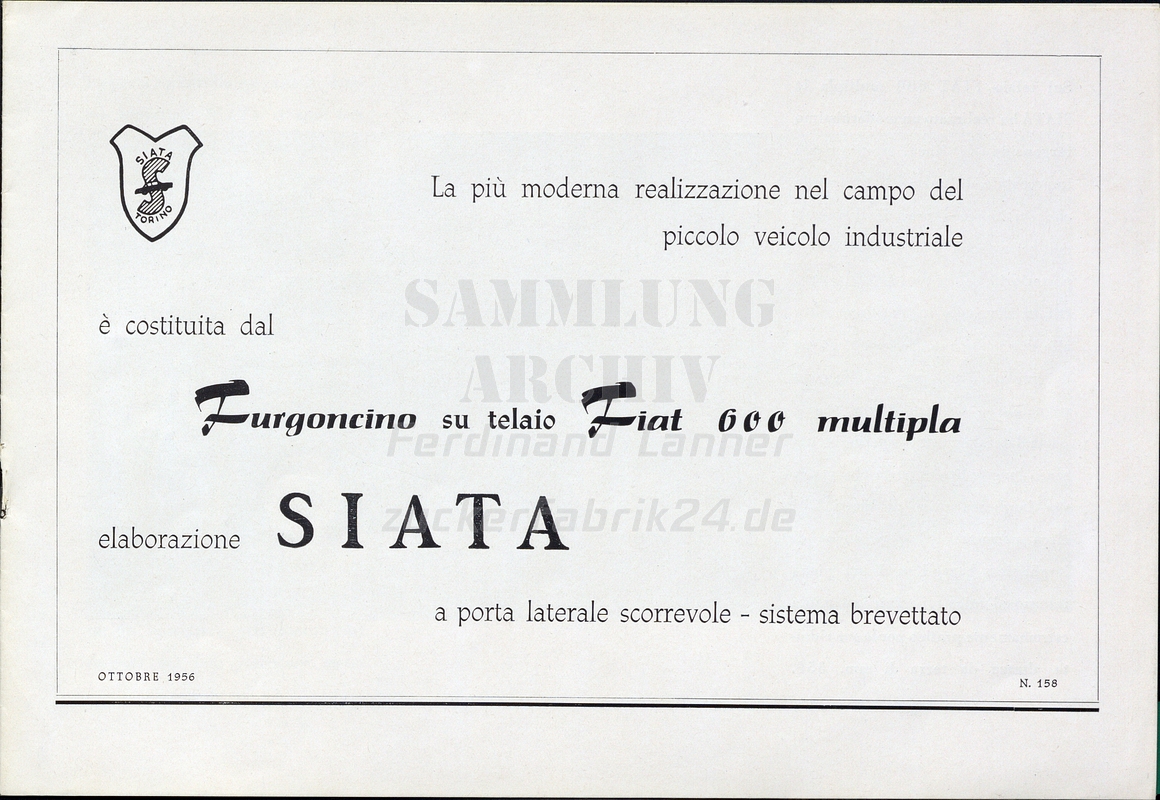 SIATA
TORINO
La più moderna realizzazione nel campo del
piccolo veicolo industriale
SAMMLUNG
ARCHIV
è costituita dal
Furgoncino su telaio Fiat 600 multipla
Ferdinand Lanner
zuckerfabrik24.de
elaborazione SIATA
a porta laterale scorrevole - sistema brevettato
OTTOBRE 1956
N. 158